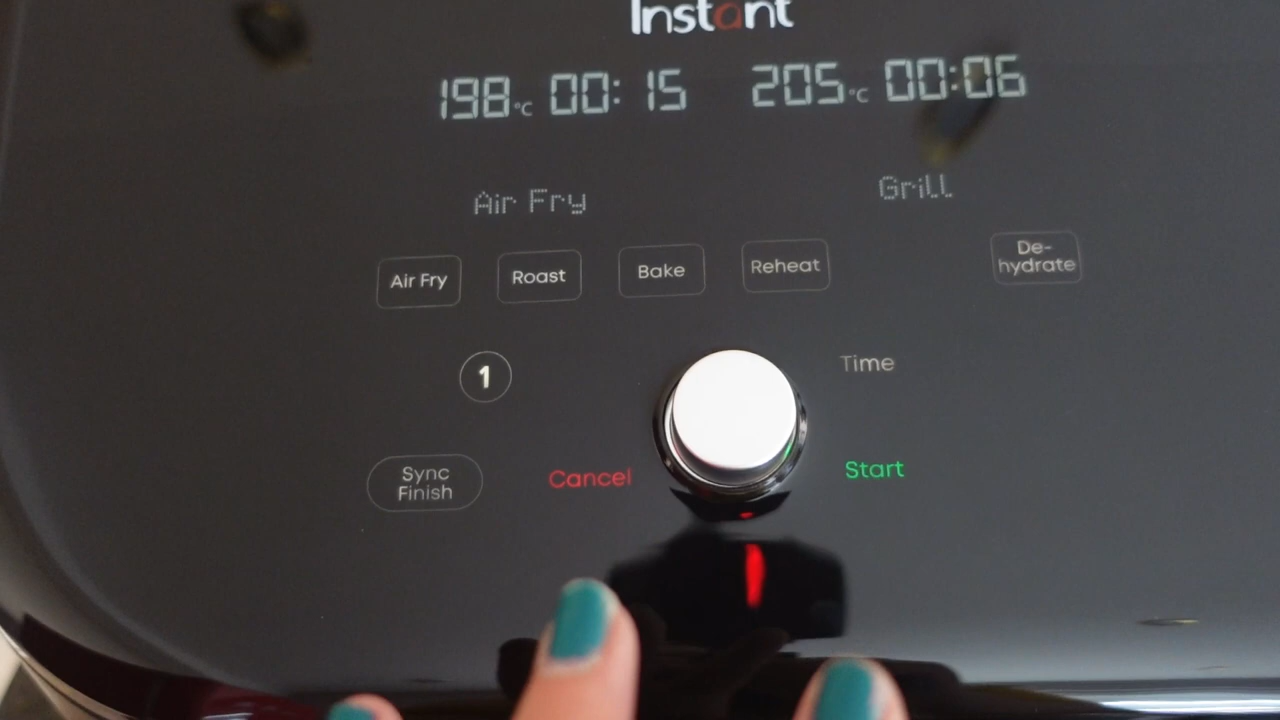 Instant
198°C 00:15 205°C 00:06
Air Fry Grill
Air Fry Roast Bake Reheat De-
hydrate
1 Time
Sync
Finish Cancel Start